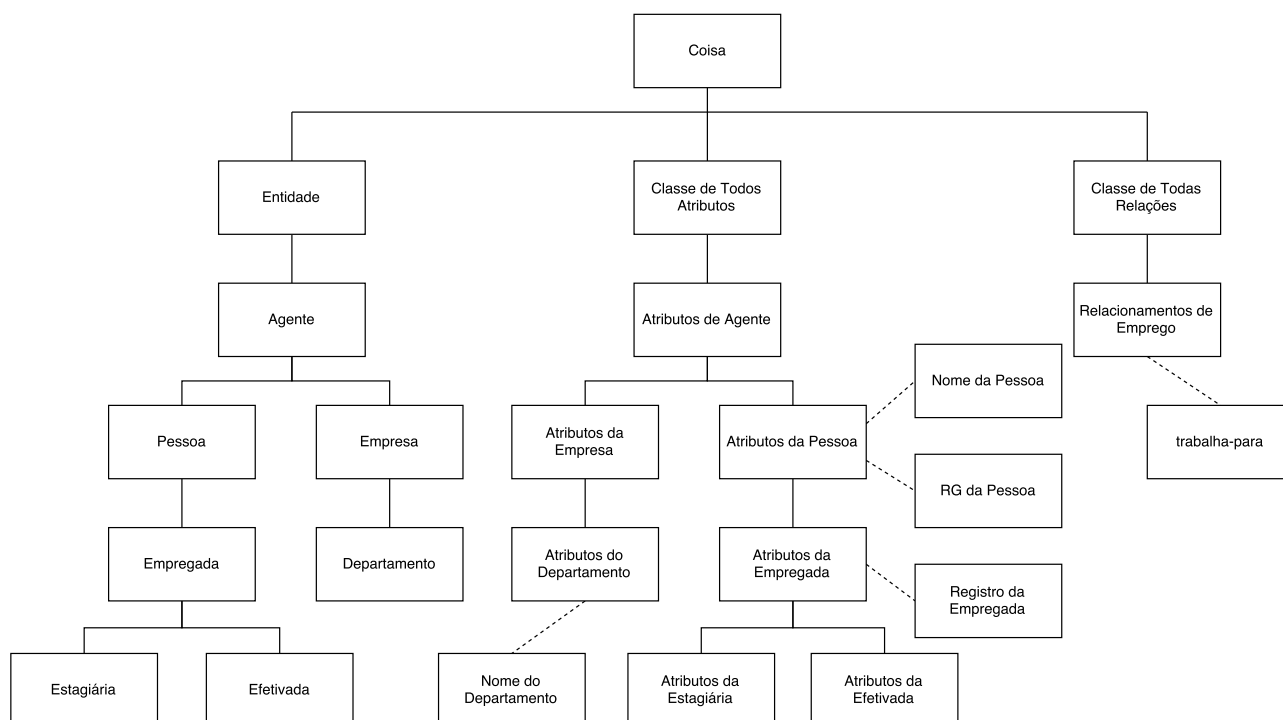 Coisa
Entidade
Classe de Todos
Atributos
Classe de Todas
Relações
Agente
Atributos de Agente
Relacionamentos de
Emprego
Nome da Pessoa
Pessoa
Empresa
Atributos da
Empresa
Atributos da Pessoa
trabalha-para
RG da Pessoa
Empregada
Departamento
Atributos do
Departamento
Atributos da
Empregada
Registro da
Empregada
Estagiária
Efetivada
Nome do
Departamento
Atributos da
Estagiária
Atributos da
Efetivada